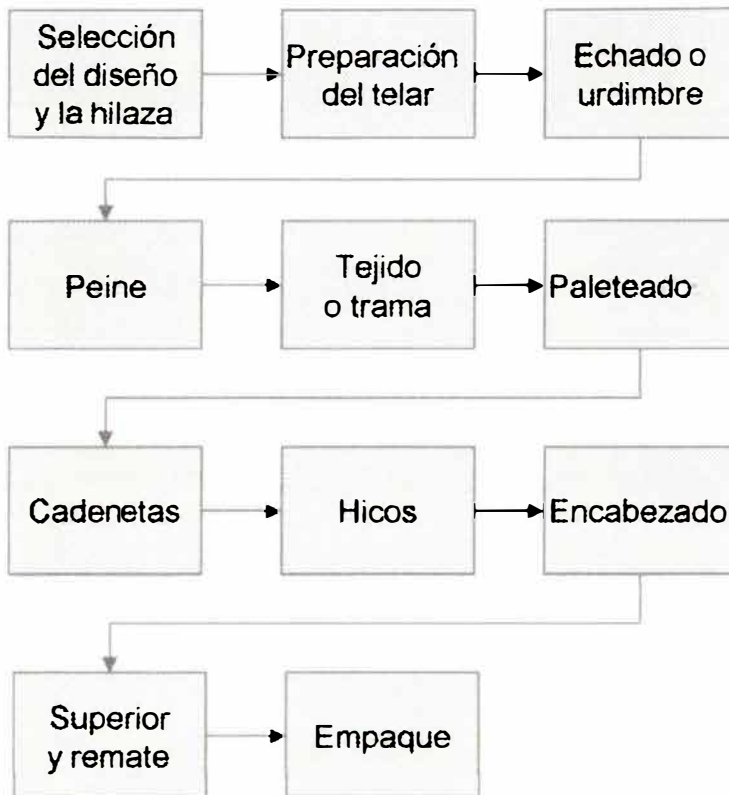 Selección
del diseño
y la hilaza
Preparación
del telar
Echado o
urdimbre
Peine
Tejido
o trama
Paleteado
Cadenetas
Hicos
Encabezado
Superior
y remate
Empaque